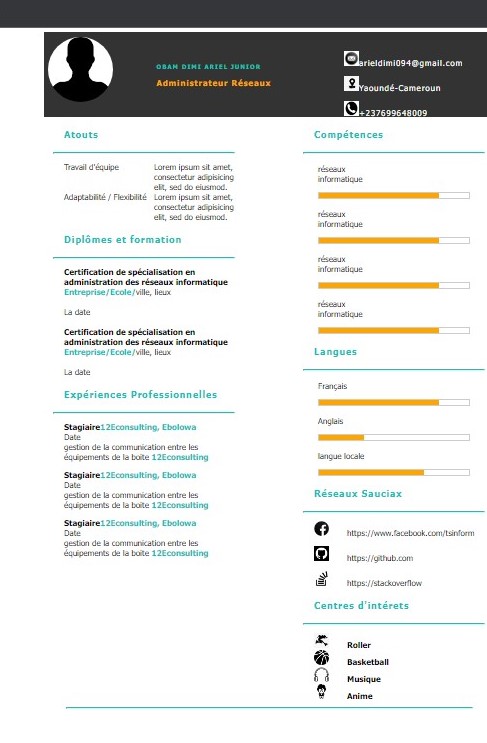 OBAM DIMI ARIEL JUNIOR
Administrateur Réseaux
arieldimi094@gmail.com
Yaoundé-Cameroun
+237699648009
Atouts
Travail d'équipe
Lorem ipsum sit amet,
consectetur adipisicing
elit, sed do eiusmod.
Adaptabilité / Flexibilité
Lorem ipsum sit amet,
consectetur adipisicing
elit, sed do eiusmod.
Diplômes et formation
Certification de spécialisation en
administration des réseaux informatique
Entreprise/Ecole/ville, lieux
La date
Certification de spécialisation en
administration des réseaux informatique
Entreprise/Ecole/ville, lieux
La date
Expériences Professionnelles
Stagiaire12Econsulting, Ebolowa
Date
gestion de la communication entre les
équipements de la boite 12Econsulting
Stagiaire12Econsulting, Ebolowa
Date
gestion de la communication entre les
équipements de la boite 12Econsulting
Stagiaire12Econsulting, Ebolowa
Date
gestion de la communication entre les
équipements de la boite 12Econsulting
Compétences
réseaux
informatique
réseaux
informatique
réseaux
informatique
réseaux
informatique
Langues
Français
Anglais
langue locale
Réseaux Sauciax
https://www.facebook.com/tsinform
https://github.com
https://stackoverflow
Centres d'intérets
Roller
Basketball
Musique
Anime